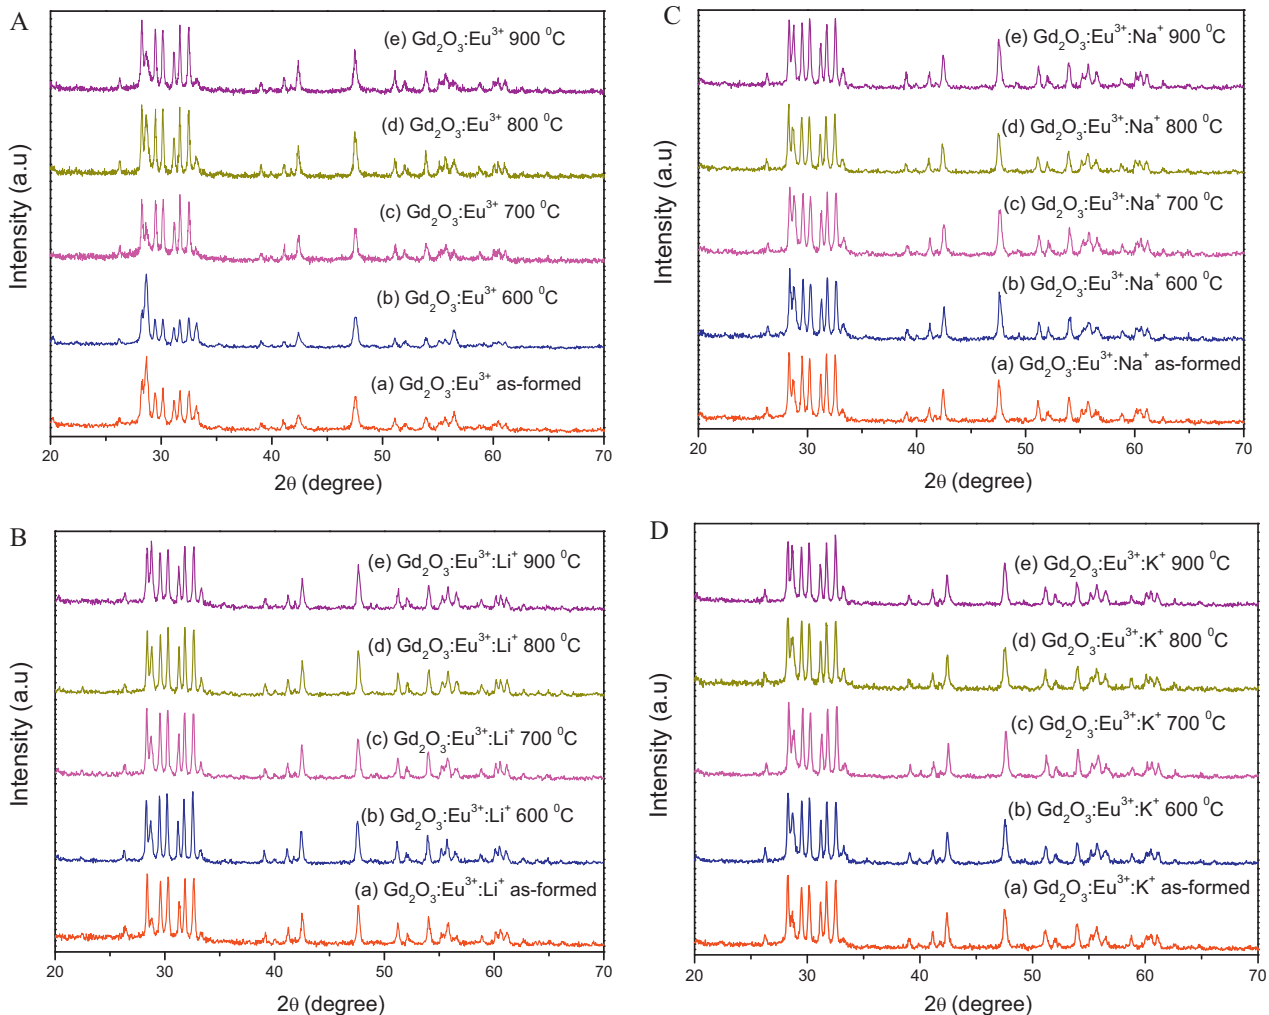 A
(e) Gd₂O₃:Eu³⁺ 900 ⁰C
(d) Gd₂O₃:Eu³⁺ 800 ⁰C
(c) Gd₂O₃:Eu³⁺ 700 ⁰C
(b) Gd₂O₃:Eu³⁺ 600 ⁰C
(a) Gd₂O₃:Eu³⁺ as-formed
Intensity (a.u)
20 30 40 50 60 70
2θ (degree)
C
(e) Gd₂O₃:Eu³⁺:Na⁺ 900 ⁰C
(d) Gd₂O₃:Eu³⁺:Na⁺ 800 ⁰C
(c) Gd₂O₃:Eu³⁺:Na⁺ 700 ⁰C
(b) Gd₂O₃:Eu³⁺:Na⁺ 600 ⁰C
(a) Gd₂O₃:Eu³⁺:Na⁺ as-formed
Intensity (a.u)
20 30 40 50 60 70
2θ (degree)
B
(e) Gd₂O₃:Eu³⁺:Li⁺ 900 ⁰C
(d) Gd₂O₃:Eu³⁺:Li⁺ 800 ⁰C
(c) Gd₂O₃:Eu³⁺:Li⁺ 700 ⁰C
(b) Gd₂O₃:Eu³⁺:Li⁺ 600 ⁰C
(a) Gd₂O₃:Eu³⁺:Li⁺ as-formed
Intensity (a.u)
20 30 40 50 60 70
2θ (degree)
D
(e) Gd₂O₃:Eu³⁺:K⁺ 900 ⁰C
(d) Gd₂O₃:Eu³⁺:K⁺ 800 ⁰C
(c) Gd₂O₃:Eu³⁺:K⁺ 700 ⁰C
(b) Gd₂O₃:Eu³⁺:K⁺ 600 ⁰C
(a) Gd₂O₃:Eu³⁺:K⁺ as-formed
Intensity (a.u)
20 30 40 50 60 70
2θ (degree)